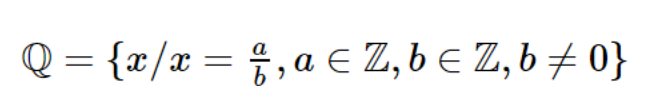 ℚ = {x/x = a/b, a ∈ ℤ, b ∈ ℤ, b ≠ 0}